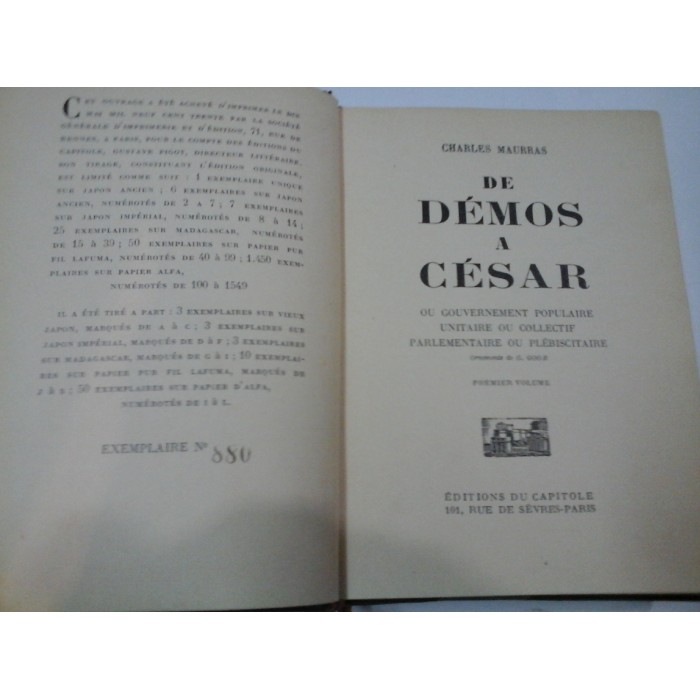 CET OUVRAGE A ÉTÉ ACHEVÉ D'IMPRIMER LE DIX
MAI MIL NEUF CENT TRENTE PAR LA SOCIÉTÉ
GÉNÉRALE D'IMPRIMERIE ET D'ÉDITION, 71, RUE DE
RENNES, A PARIS, POUR LE COMPTE DES ÉDITIONS DU
CAPITOLE, GUSTAVE PIGOT, DIRECTEUR LITTÉRAIRE.
SON TIRAGE, CONSTITUANT L'ÉDITION ORIGINALE,
EST LIMITÉ COMME SUIT : 1 EXEMPLAIRE UNIQUE
SUR JAPON ANCIEN ; 6 EXEMPLAIRES SUR JAPON
ANCIEN, NUMÉROTÉS DE 2 A 7 ; 7 EXEMPLAIRES
SUR JAPON IMPÉRIAL, NUMÉROTÉS DE 8 à 14 ;
25 EXEMPLAIRES SUR MADAGASCAR, NUMÉROTÉS
DE 15 à 39 ; 50 EXEMPLAIRES SUR PAPIER PUR
FIL LAFUMA, NUMÉROTÉS DE 40 à 99 ; 1.450 EXEM-
PLAIRES SUR PAPIER ALFA,
NUMÉROTÉS DE 100 à 1549
IL A ÉTÉ TIRÉ A PART : 3 EXEMPLAIRES SUR VIEUX
JAPON, MARQUÉS DE A à C ; 3 EXEMPLAIRES SUR
JAPON IMPÉRIAL, MARQUÉS DE D à F ; 3 EXEMPLAIRES
SUR MADAGASCAR, MARQUÉS DE G à I ; 10 EXEMPLAI-
RES SUR PAPIER PUR FIL LAFUMA, MARQUÉS DE
J à S ; 50 EXEMPLAIRES SUR PAPIER D'ALFA,
NUMÉROTÉS DE I à L.
EXEMPLAIRE Nº 880
CHARLES MAURRAS
DE
DÉMOS
A
CÉSAR
OU GOUVERNEMENT POPULAIRE
UNITAIRE OU COLLECTIF
PARLEMENTAIRE OU PLÉBISCITAIRE
PREMIER VOLUME
ÉDITIONS DU CAPITOLE
101, RUE DE SÈVRES-PARIS